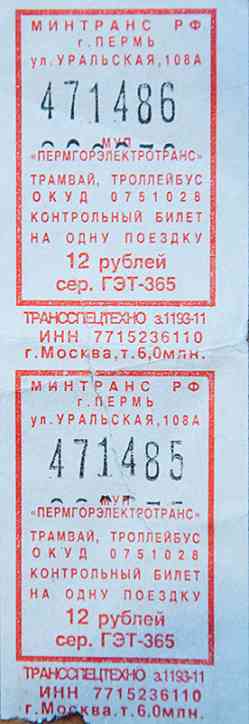 МИНТРАНС РФ
г. ПЕРМЬ
ул. УРАЛЬСКАЯ, 108А
471486
МУП
"ПЕРМГОРЭЛЕКТРОТРАНС"
ТРАМВАЙ, ТРОЛЛЕЙБУС
ОКУД 0751028
КОНТРОЛЬНЫЙ БИЛЕТ
НА ОДНУ ПОЕЗДКУ
12 рублей
сер. ГЭТ-365
ТРАНССПЕЦТЕХНО з.1193-11
ИНН 7715236110
г.Москва, т. 6,0млн.
МИНТРАНС РФ
г. ПЕРМЬ
ул. УРАЛЬСКАЯ, 108А
471485
МУП
"ПЕРМГОРЭЛЕКТРОТРАНС"
ТРАМВАЙ, ТРОЛЛЕЙБУС
ОКУД 0751028
КОНТРОЛЬНЫЙ БИЛЕТ
НА ОДНУ ПОЕЗДКУ
12 рублей
сер. ГЭТ-365
ТРАНССПЕЦТЕХНО з.1193-11
ИНН 7715236110
г.Москва, т. 6,0млн.